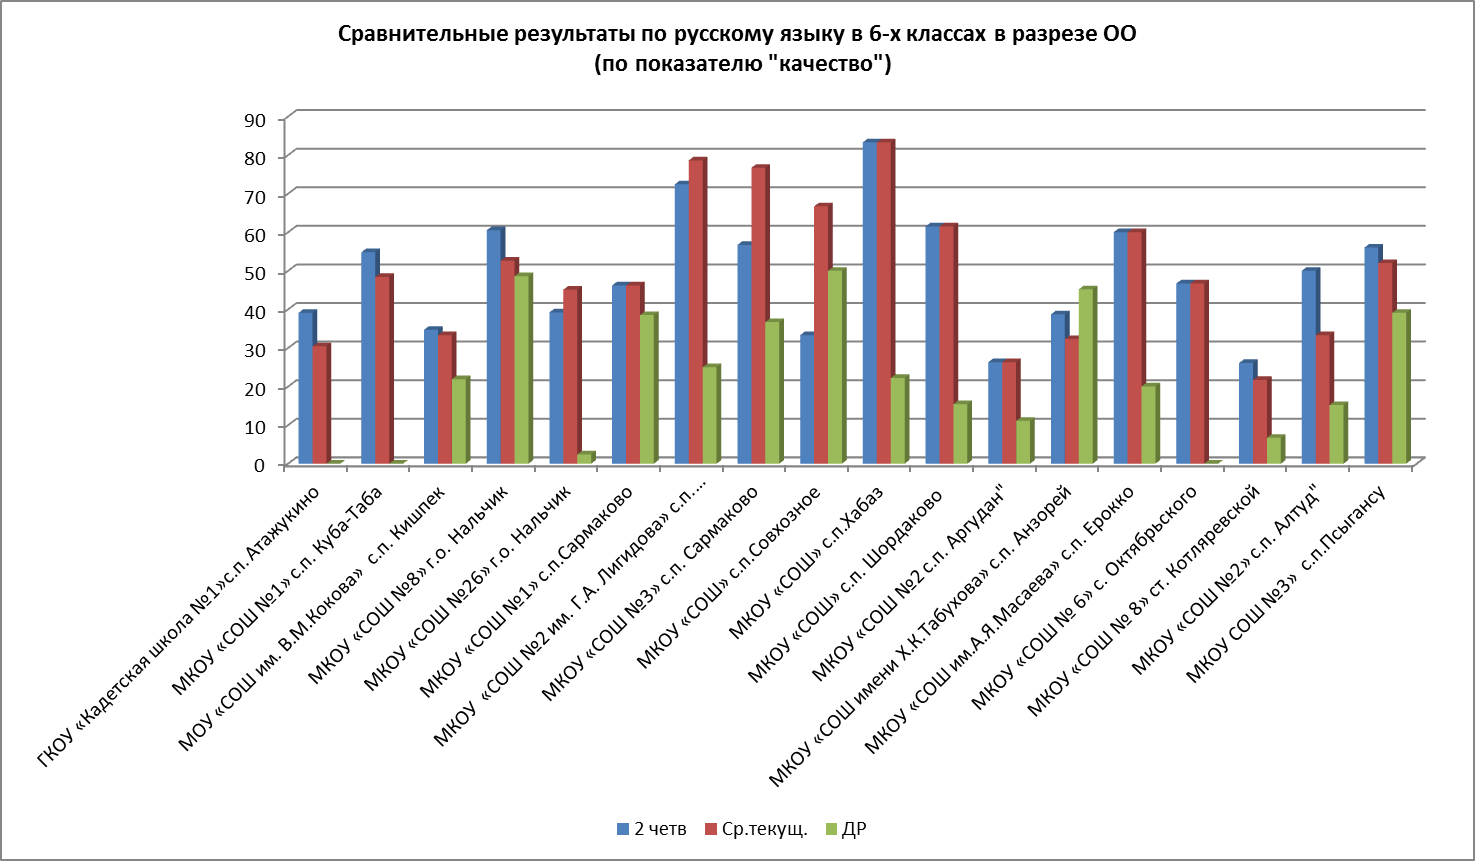 Сравнительные результаты по русскому языку в 6-х классах в разрезе ОО
(по показателю "качество")
90
80
70
60
50
40
30
20
10
0
ГКОУ «Кадетская школа №1»с.п. Атажукино
МКОУ «СОШ №1» с.п. Куба-Таба
МОУ «СОШ им. В.М.Кокова» с.п. Кишпек
МКОУ «СОШ №8» г.о. Нальчик
МКОУ «СОШ №26» г.о. Нальчик
МКОУ «СОШ №1» с.п.Сармаково
МКОУ «СОШ №2 им. Г.А. Лигидова» с.п.…
МКОУ «СОШ №3» с.п. Сармаково
МКОУ «СОШ» с.п.Совхозное
МКОУ «СОШ» с.п.Хабаз
МКОУ «СОШ» с.п. Шордаково
МКОУ «СОШ №2 с.п. Аргудан"
МКОУ «СОШ имени Х.К.Табухова» с.п. Анзорей
МКОУ «СОШ им.А.Я.Масаева» с.п. Ерокко
МКОУ «СОШ № 6» с. Октябрьского
МКОУ «СОШ № 8» ст. Котляревской
МКОУ «СОШ №2» с.п. Алтуд"
МКОУ СОШ №3» с.п.Псыгансу
2 четв
Ср.текущ.
ДР